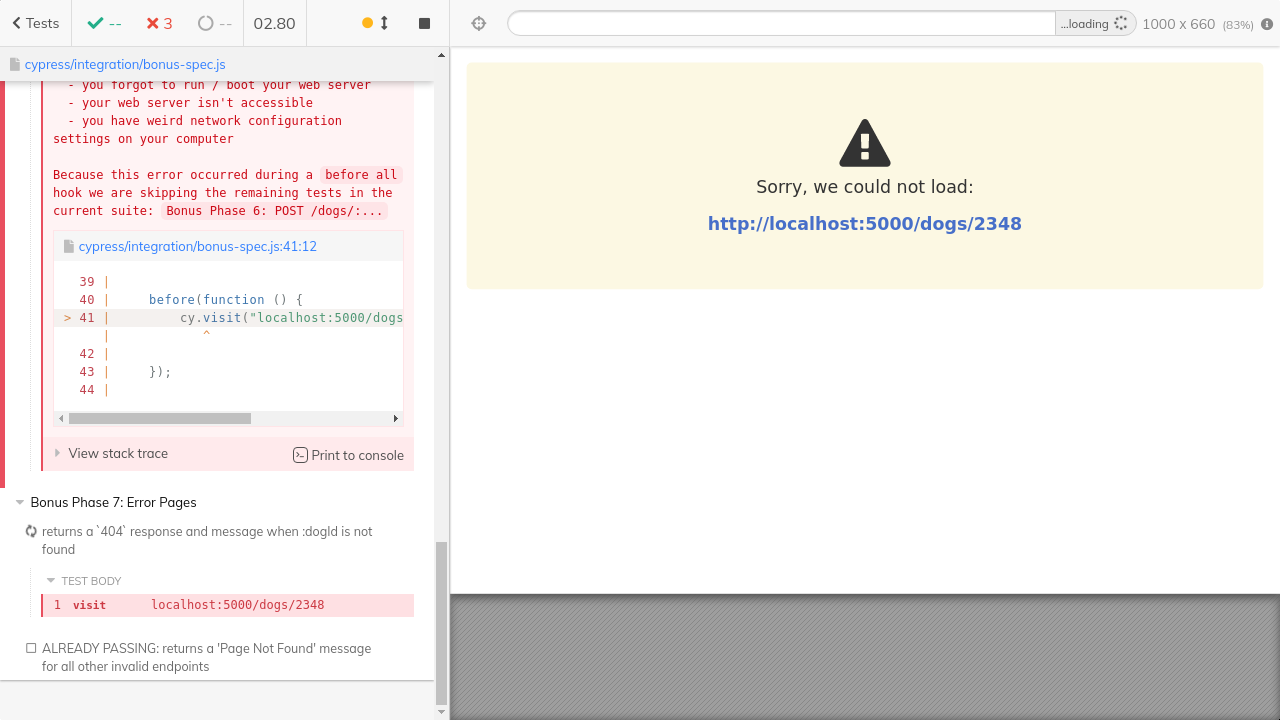 Tests
--
3
--
02.80
...loading
1000 x 660 (83%)
cypress/integration/bonus-spec.js
- you forgot to run / boot your web server
- your web server isn't accessible
- you have weird network configuration
settings on your computer
Because this error occurred during a before all
hook we are skipping the remaining tests in the
current suite: Bonus Phase 6: POST /dogs/:...
cypress/integration/bonus-spec.js:41:12
39 |
40 | before(function () {
> 41 | cy.visit("localhost:5000/dogs
| ^
42 |
43 | });
44 |
View stack trace
Print to console
Bonus Phase 7: Error Pages
returns a `404` response and message when :dogId is not
found
TEST BODY
1 visit localhost:5000/dogs/2348
ALREADY PASSING: returns a 'Page Not Found' message
for all other invalid endpoints
Sorry, we could not load:
http://localhost:5000/dogs/2348